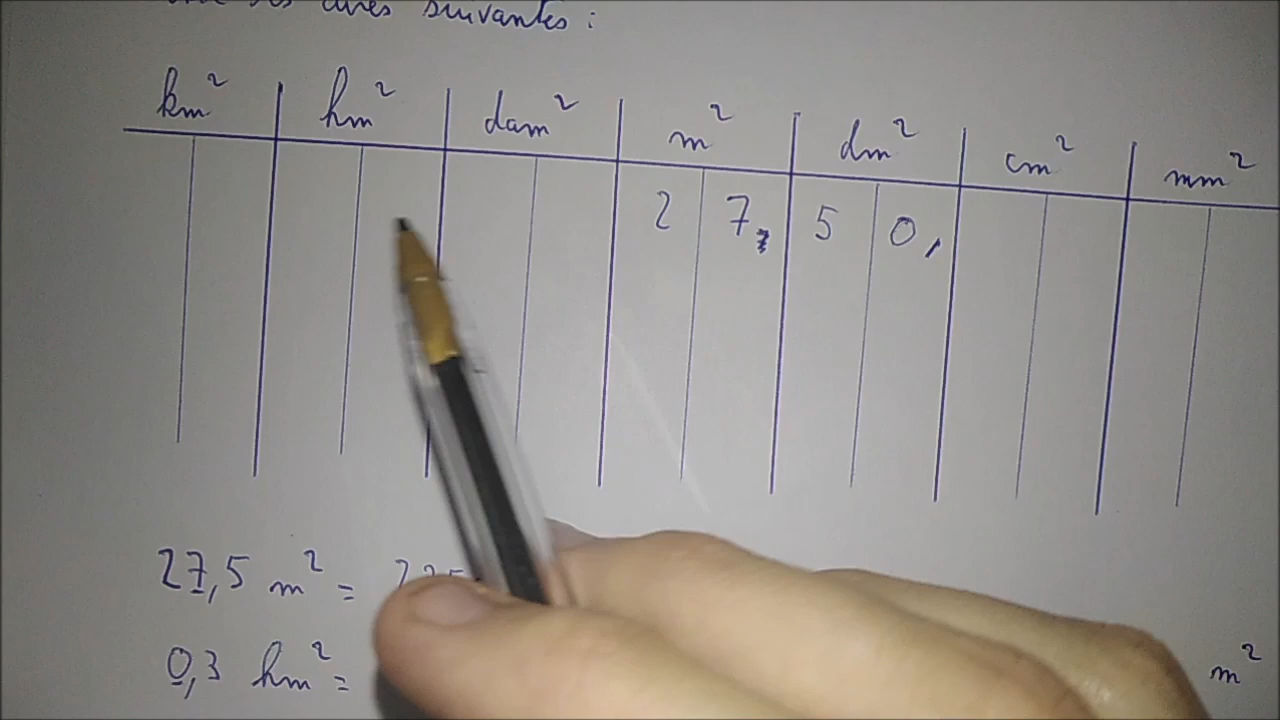 suivantes :
km² hm² dam² m² dm² cm² mm²
2 7, 5 0,
27,5 m² =
0,3 hm² = m²